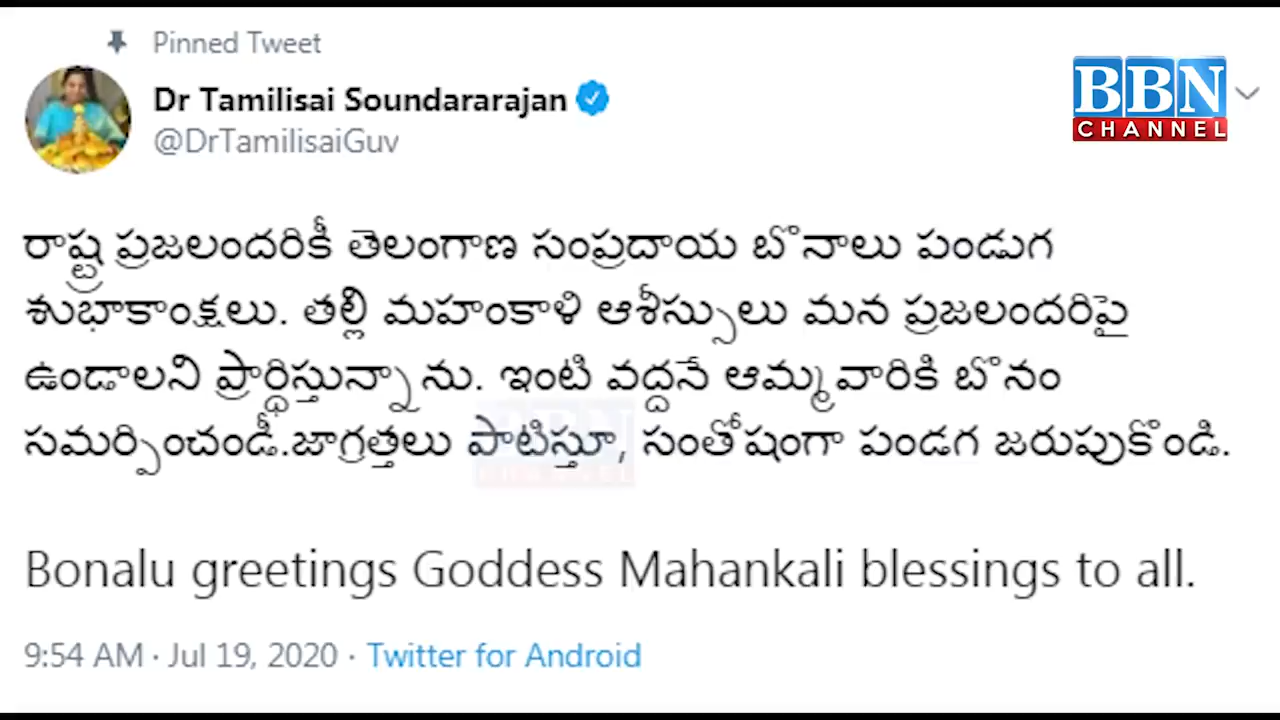 Pinned Tweet
Dr Tamilisai Soundararajan
@DrTamilisaiGuv
BBN
CHANNEL
రాష్ట్ర ప్రజలందరికీ తెలంగాణ సంప్రదాయ బొనాలు పండుగ
శుభాకాంక్షలు. తల్లి మహంకాళి ఆశీస్సులు మన ప్రజలందరిపై
ఉండాలని ప్రార్ధిస్తున్నాను. ఇంటి వద్దనే ఆమ్మవారికి బొనం
సమర్పించండీ.జాగ్రత్తలు పాటిస్తూ, సంతోషంగా పండగ జరుపుకొండి.
Bonalu greetings Goddess Mahankali blessings to all.
9:54 AM · Jul 19, 2020 · Twitter for Android